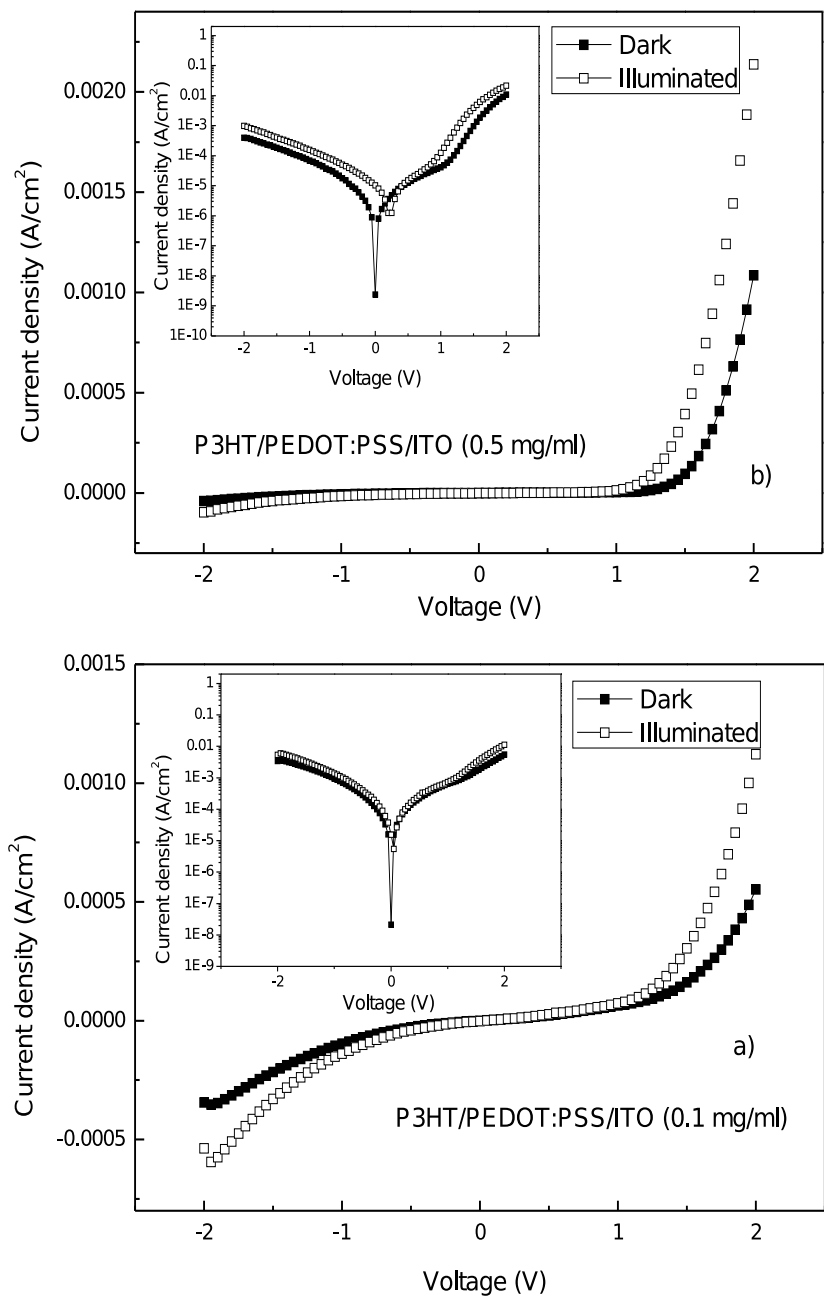 Dark
Illuminated
1
0.1
0.01
1E-3
1E-4
1E-5
1E-6
1E-7
1E-8
1E-9
1E-10
Current density (A/cm²)
-2 -1 0 1 2
Voltage (V)
0.0020
0.0015
0.0010
0.0005
0.0000
Current density (A/cm²)
P3HT/PEDOT:PSS/ITO (0.5 mg/ml)
b)
-2 -1 0 1 2
Voltage (V)
Dark
Illuminated
1
0.1
0.01
1E-3
1E-4
1E-5
1E-6
1E-7
1E-8
1E-9
Current density (A/cm²)
-2 0 2
Voltage (V)
0.0015
0.0010
0.0005
0.0000
-0.0005
Current density (A/cm²)
a)
P3HT/PEDOT:PSS/ITO (0.1 mg/ml)
-2 -1 0 1 2
Voltage (V)